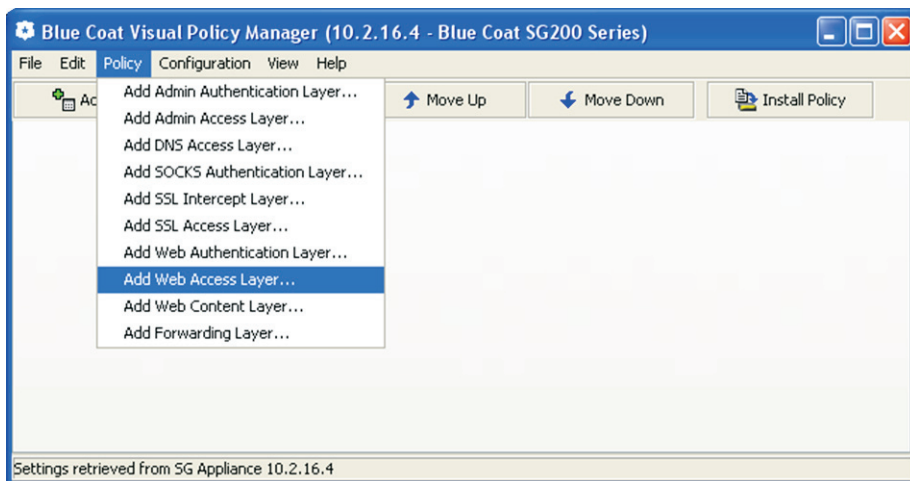 Blue Coat Visual Policy Manager (10.2.16.4 - Blue Coat SG200 Series)
File Edit Policy Configuration View Help
Move Up Move Down Install Policy
Add Admin Authentication Layer...
Add Admin Access Layer...
Add DNS Access Layer...
Add SOCKS Authentication Layer...
Add SSL Intercept Layer...
Add SSL Access Layer...
Add Web Authentication Layer...
Add Web Access Layer...
Add Web Content Layer...
Add Forwarding Layer...
Settings retrieved from SG Appliance 10.2.16.4